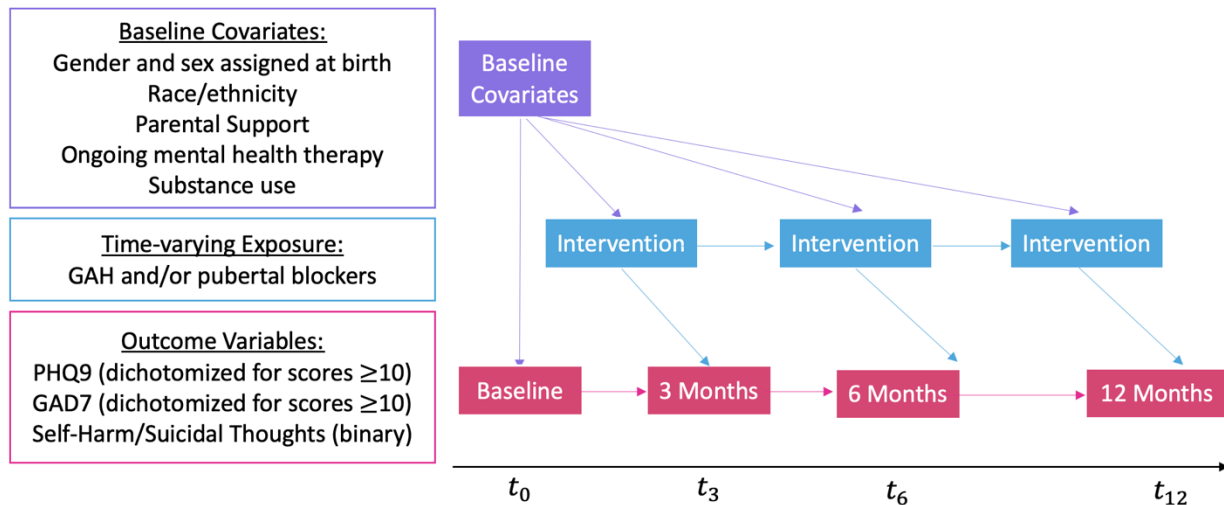 Baseline Covariates:
Gender and sex assigned at birth
Race/ethnicity
Parental Support
Ongoing mental health therapy
Substance use
Time-varying Exposure:
GAH and/or pubertal blockers
Outcome Variables:
PHQ9 (dichotomized for scores ≥10)
GAD7 (dichotomized for scores ≥10)
Self-Harm/Suicidal Thoughts (binary)
Baseline
Covariates
Intervention
Intervention
Intervention
Baseline
3 Months
6 Months
12 Months
t₀
t₃
t₆
t₁₂